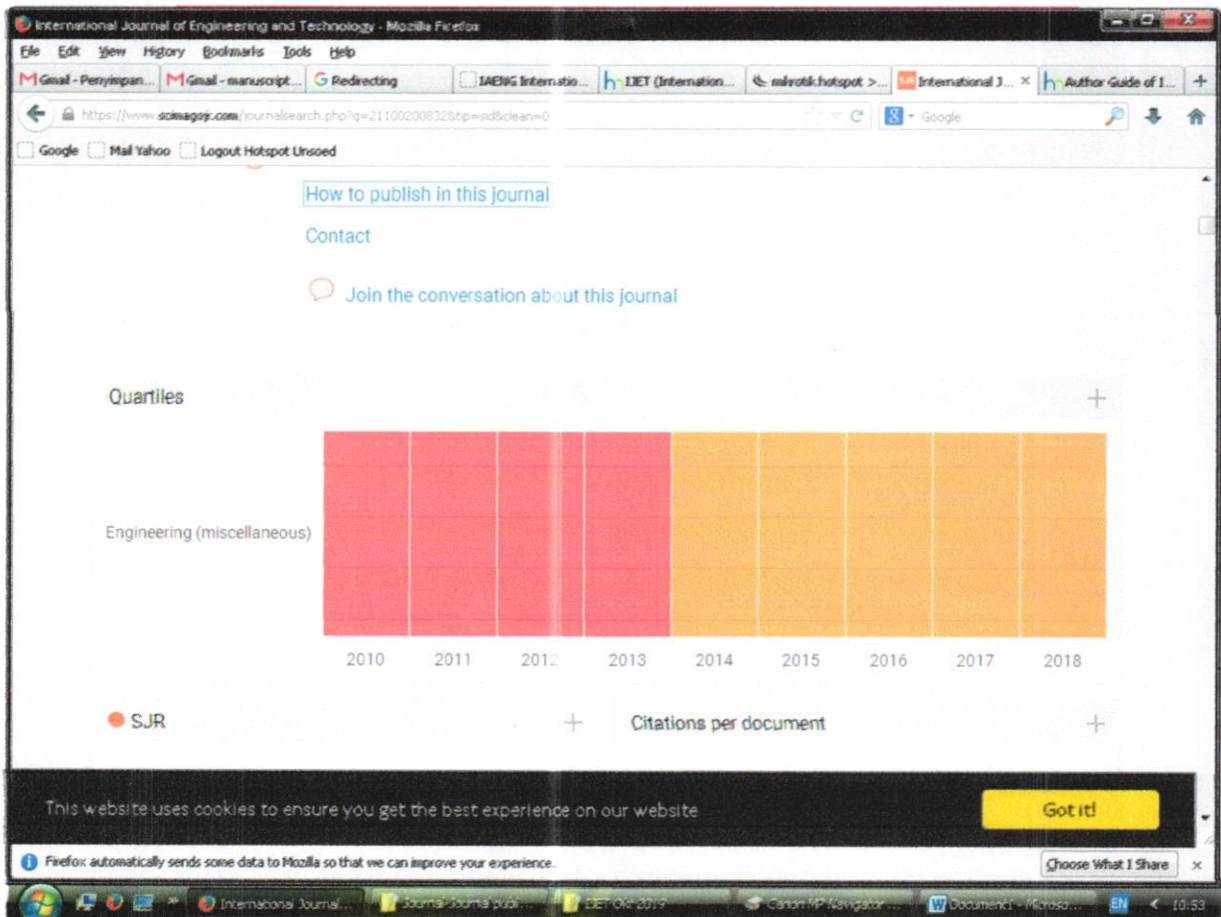 International Journal of Engineering and Technology - Mozilla Firefox
File Edit View History Bookmarks Tools Help
Gmail - Penyimpan... Gmail - manuscript... Redirecting IAENG Internatio... IJET (Internation... mikrotik hotspot >... International J... × Author Guide of I... +
https://www.scimagojr.com/journalsearch.php?q=21100200832&tip=sid&clean=0 Google
Google Mail Yahoo Logout Hotspot Unsoed
How to publish in this journal
Contact
Join the conversation about this journal
Quartiles +
Engineering (miscellaneous)
2010 2011 2012 2013 2014 2015 2016 2017 2018
SJR + Citations per document +
This website uses cookies to ensure you get the best experience on our website Got it!
Firefox automatically sends some data to Mozilla so that we can improve your experience. Choose What I Share ×
International Journal... Journal-Journal publ... IJET Okt 2019 Canon MP Navigator ... Document1 - Microso... EN 10:53